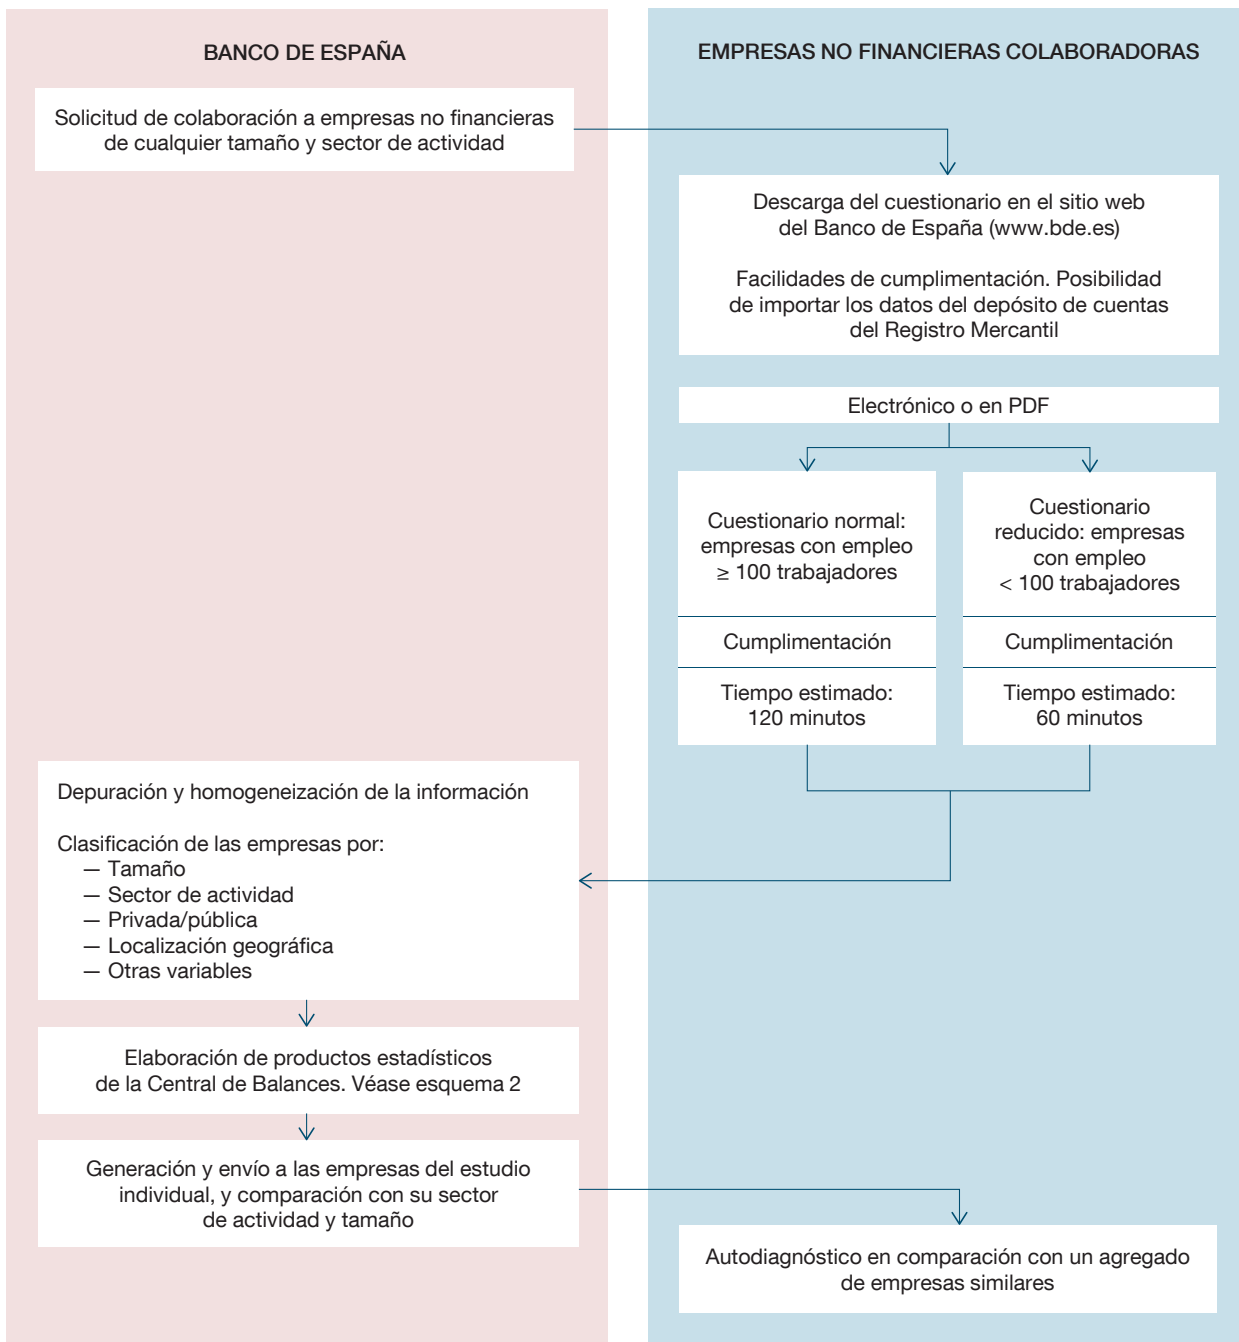 BANCO DE ESPAÑA
EMPRESAS NO FINANCIERAS COLABORADORAS
Solicitud de colaboración a empresas no financieras
de cualquier tamaño y sector de actividad
Descarga del cuestionario en el sitio web
del Banco de España (www.bde.es)
Facilidades de cumplimentación. Posibilidad
de importar los datos del depósito de cuentas
del Registro Mercantil
Electrónico o en PDF
Cuestionario normal:
empresas con empleo
≥ 100 trabajadores
Cumplimentación
Tiempo estimado:
120 minutos
Cuestionario
reducido: empresas
con empleo
< 100 trabajadores
Cumplimentación
Tiempo estimado:
60 minutos
Depuración y homogeneización de la información
Clasificación de las empresas por:
— Tamaño
— Sector de actividad
— Privada/pública
— Localización geográfica
— Otras variables
Elaboración de productos estadísticos
de la Central de Balances. Véase esquema 2
Generación y envío a las empresas del estudio
individual, y comparación con su sector
de actividad y tamaño
Autodiagnóstico en comparación con un agregado
de empresas similares